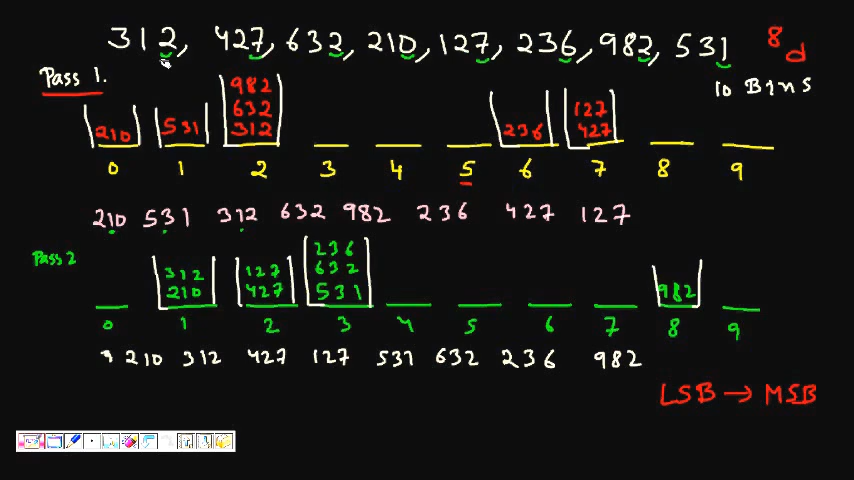 312, 427, 632, 210, 127, 236, 982, 531 8d
Pass 1. 10 Bins
982
632 127
210 531 312 236 427
0 1 2 3 4 5 6 7 8 9
210 531 312 632 982 236 427 127
Pass 2
236
312 127 632
210 427 531 982
0 1 2 3 4 5 6 7 8 9
210 312 427 127 531 632 236 982
LSB → MSB